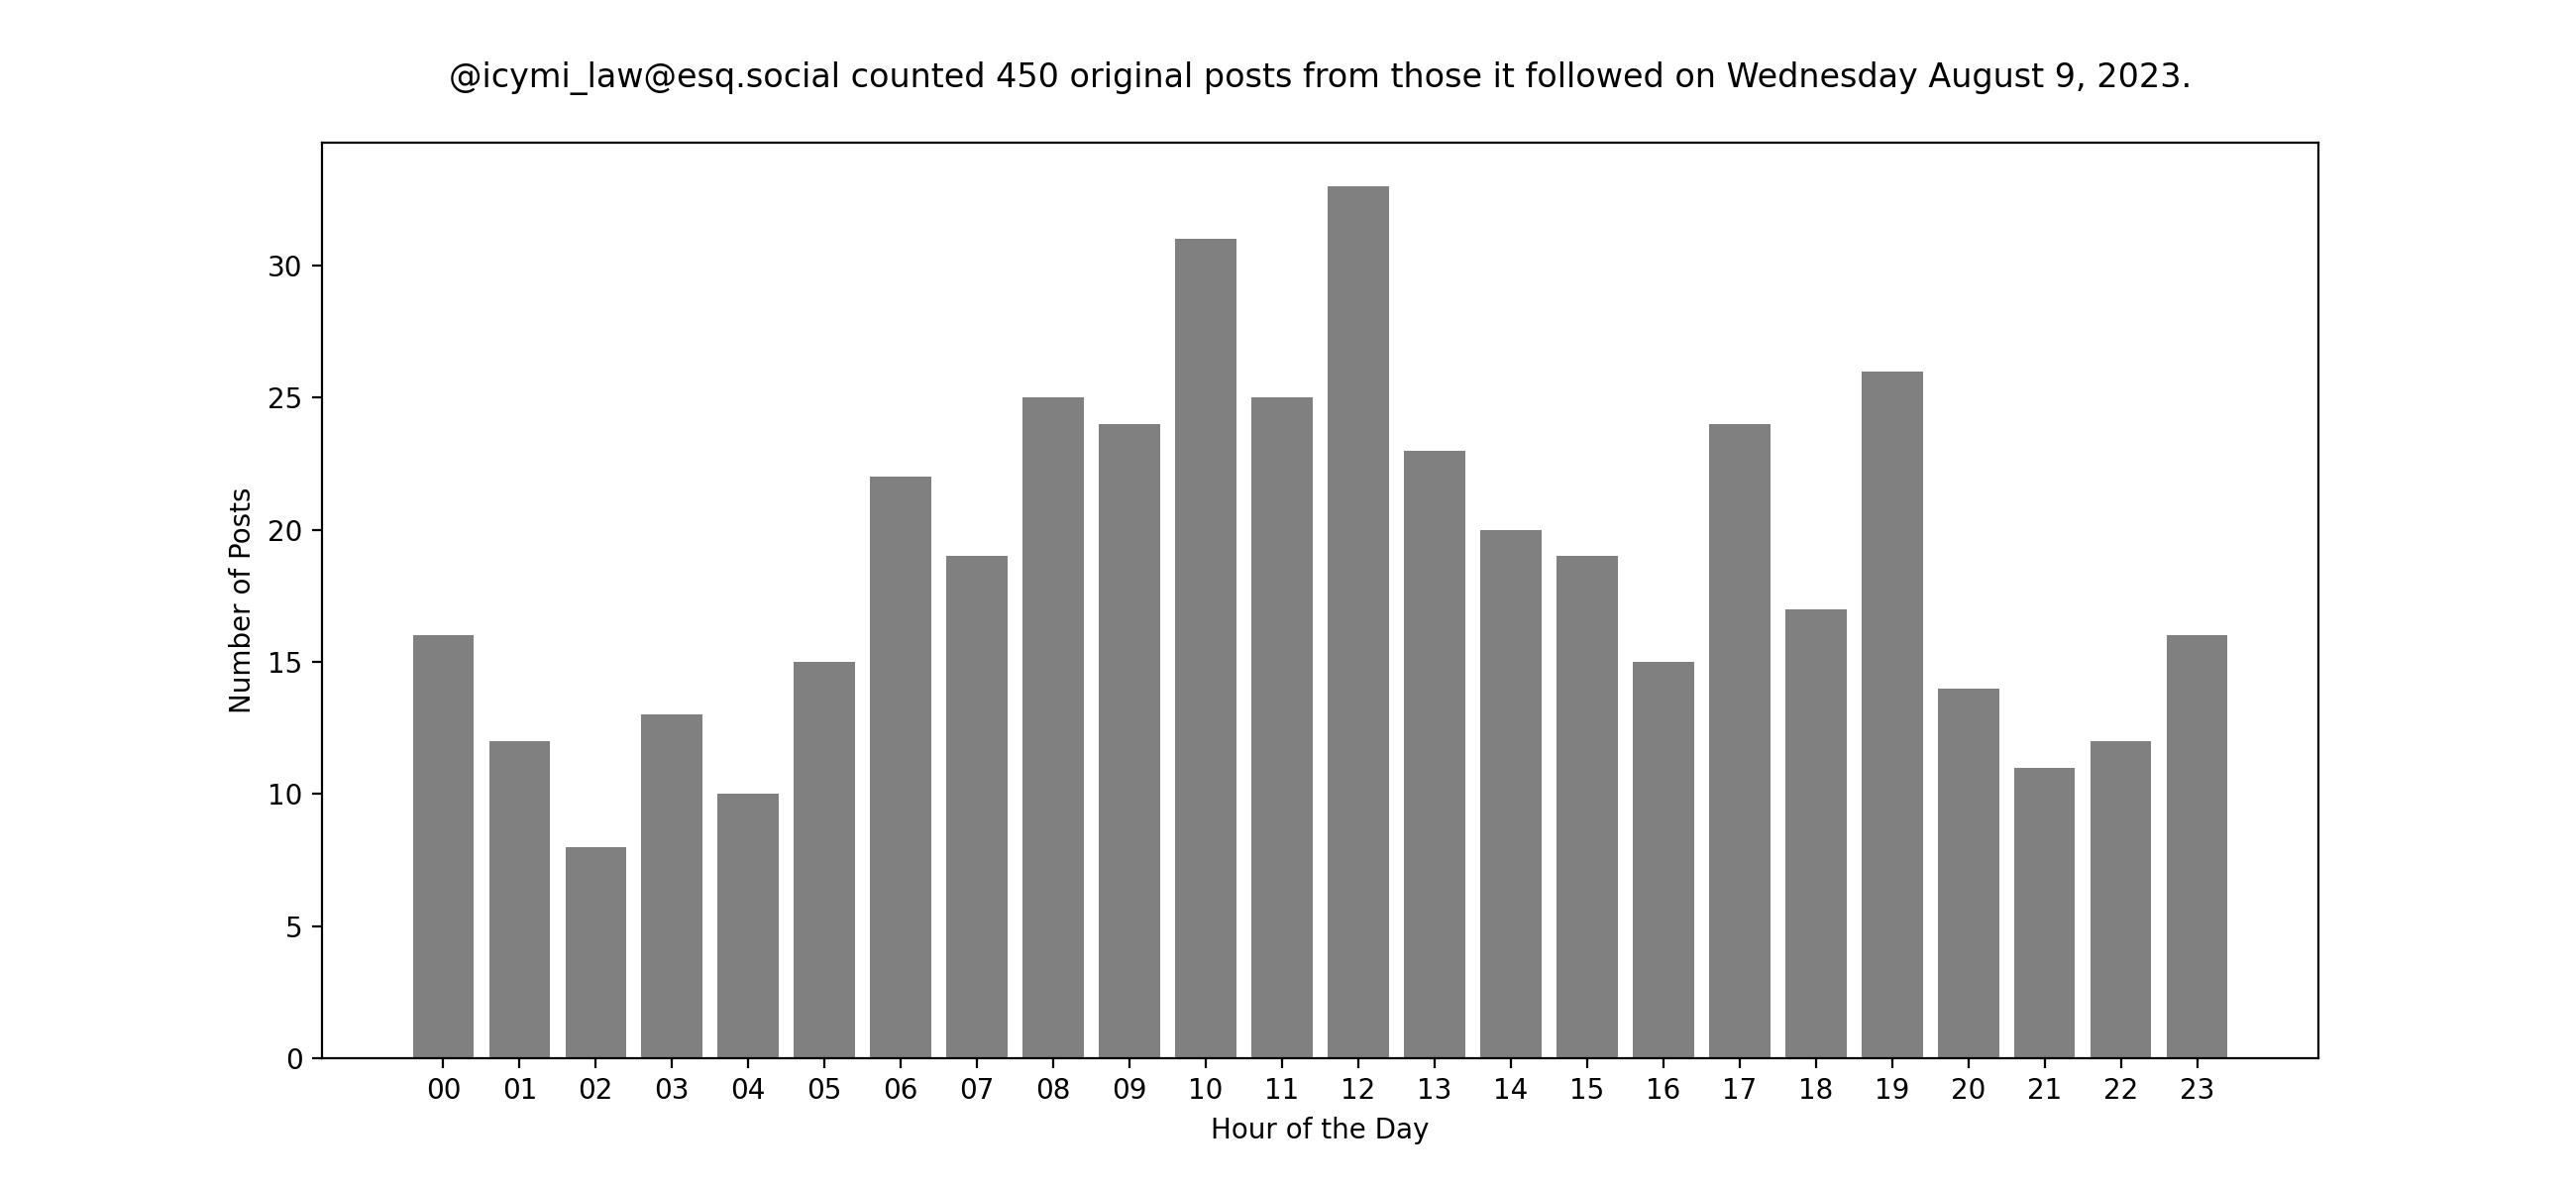 @icymi_law@esq.social counted 450 original posts from those it followed on Wednesday August 9, 2023.
30
25
20
15
10
5
0
Number of Posts
00 01 02 03 04 05 06 07 08 09 10 11 12 13 14 15 16 17 18 19 20 21 22 23
Hour of the Day